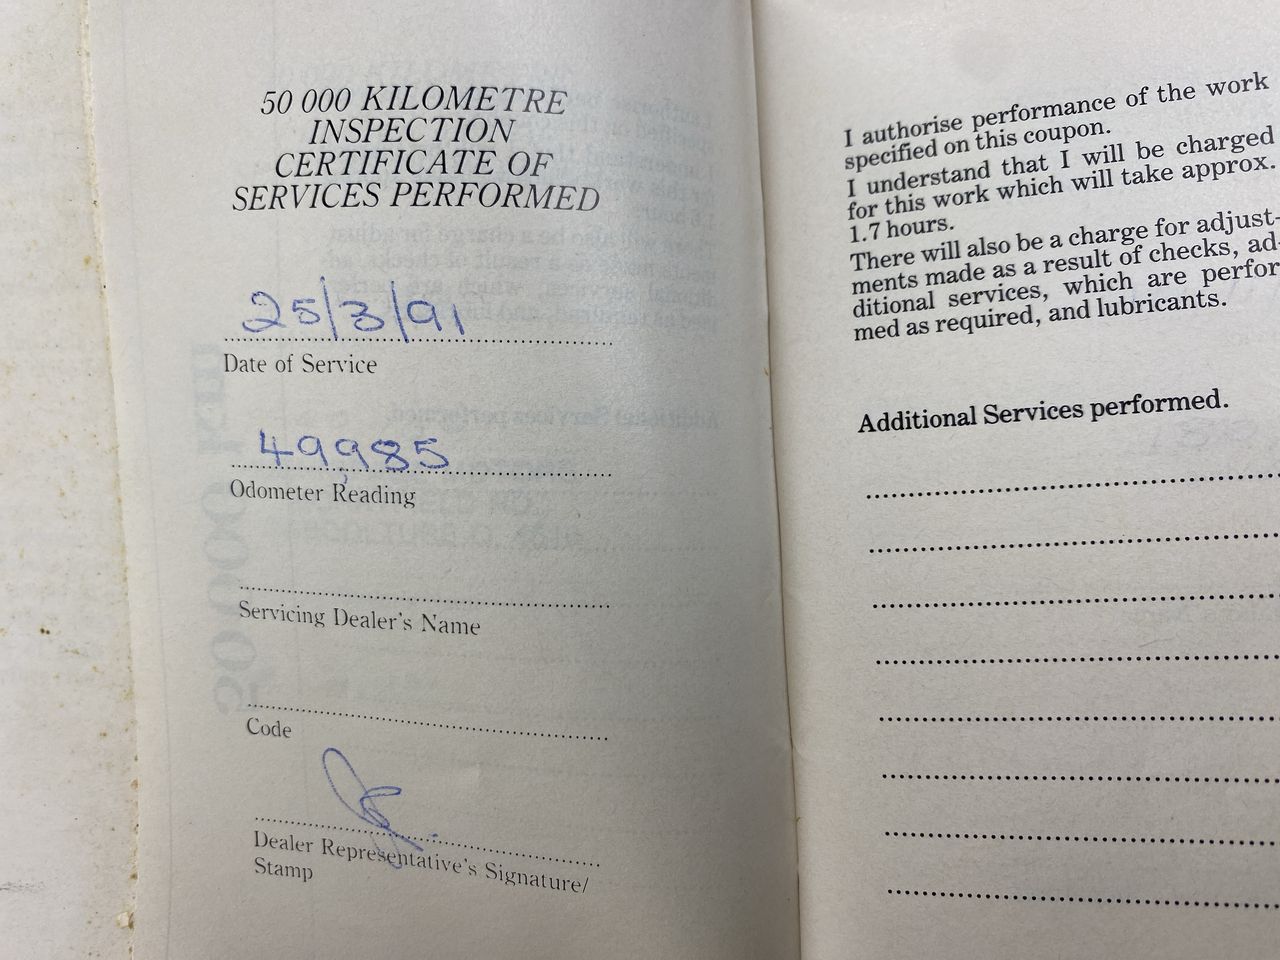 50 000 KILOMETRE
INSPECTION
CERTIFICATE OF
SERVICES PERFORMED
25/3/91
Date of Service
49,985
Odometer Reading
Servicing Dealer's Name
Code
Dealer Representative's Signature/
Stamp
I authorise performance of the work
specified on this coupon.
I understand that I will be charged
for this work which will take approx.
1.7 hours.
There will also be a charge for adjust-
ments made as a result of checks, ad-
ditional services, which are perfor
med as required, and lubricants.
Additional Services performed.